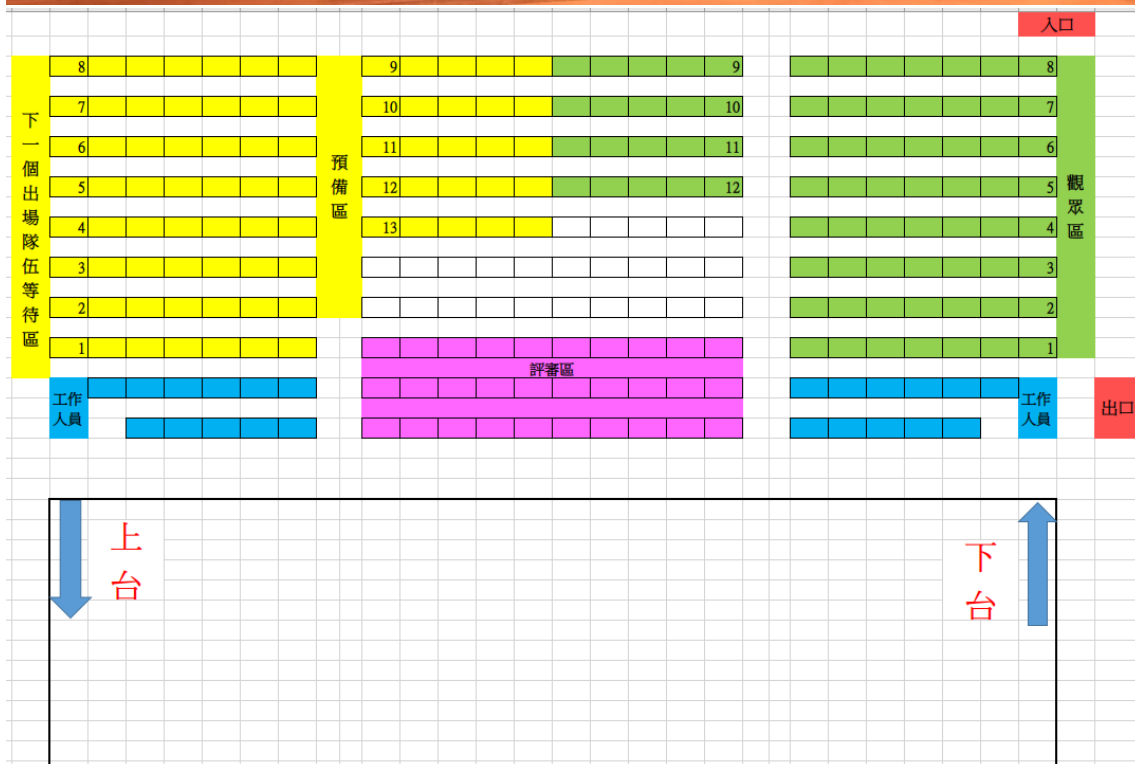 入口
8 9 9 8
7 10 10 7
6 11 11 6
5 12 12 5
4 13 4
3 3
2 2
1 1
下一個出場隊伍等待區
預備區
觀眾區
評審區
工作人員
工作人員
出口
上台
下台